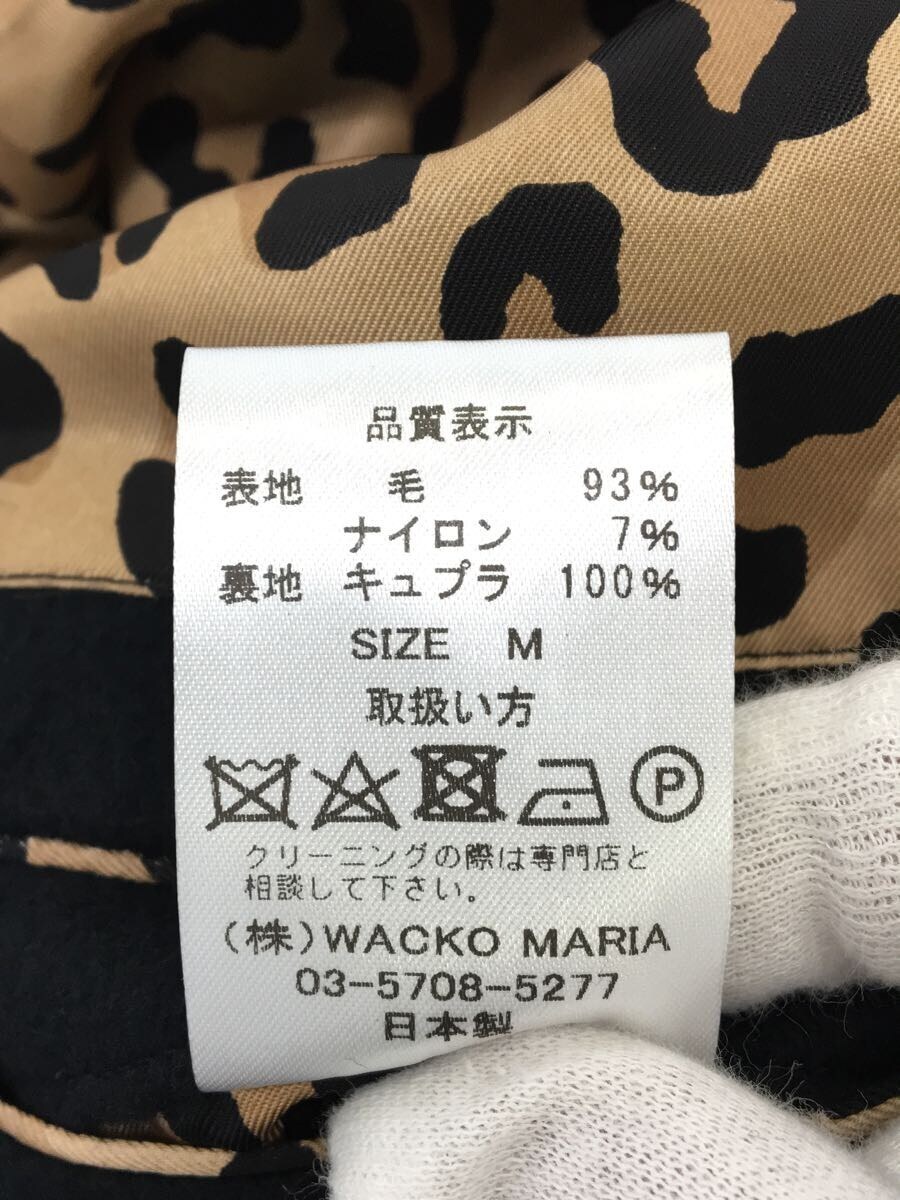 品質表示
表地 毛 93%
ナイロン 7%
裏地 キュプラ 100%
SIZE M
取扱い方
P
クリーニングの際は専門店と
相談して下さい。
(株)WACKO MARIA
03-5708-5277
日本製